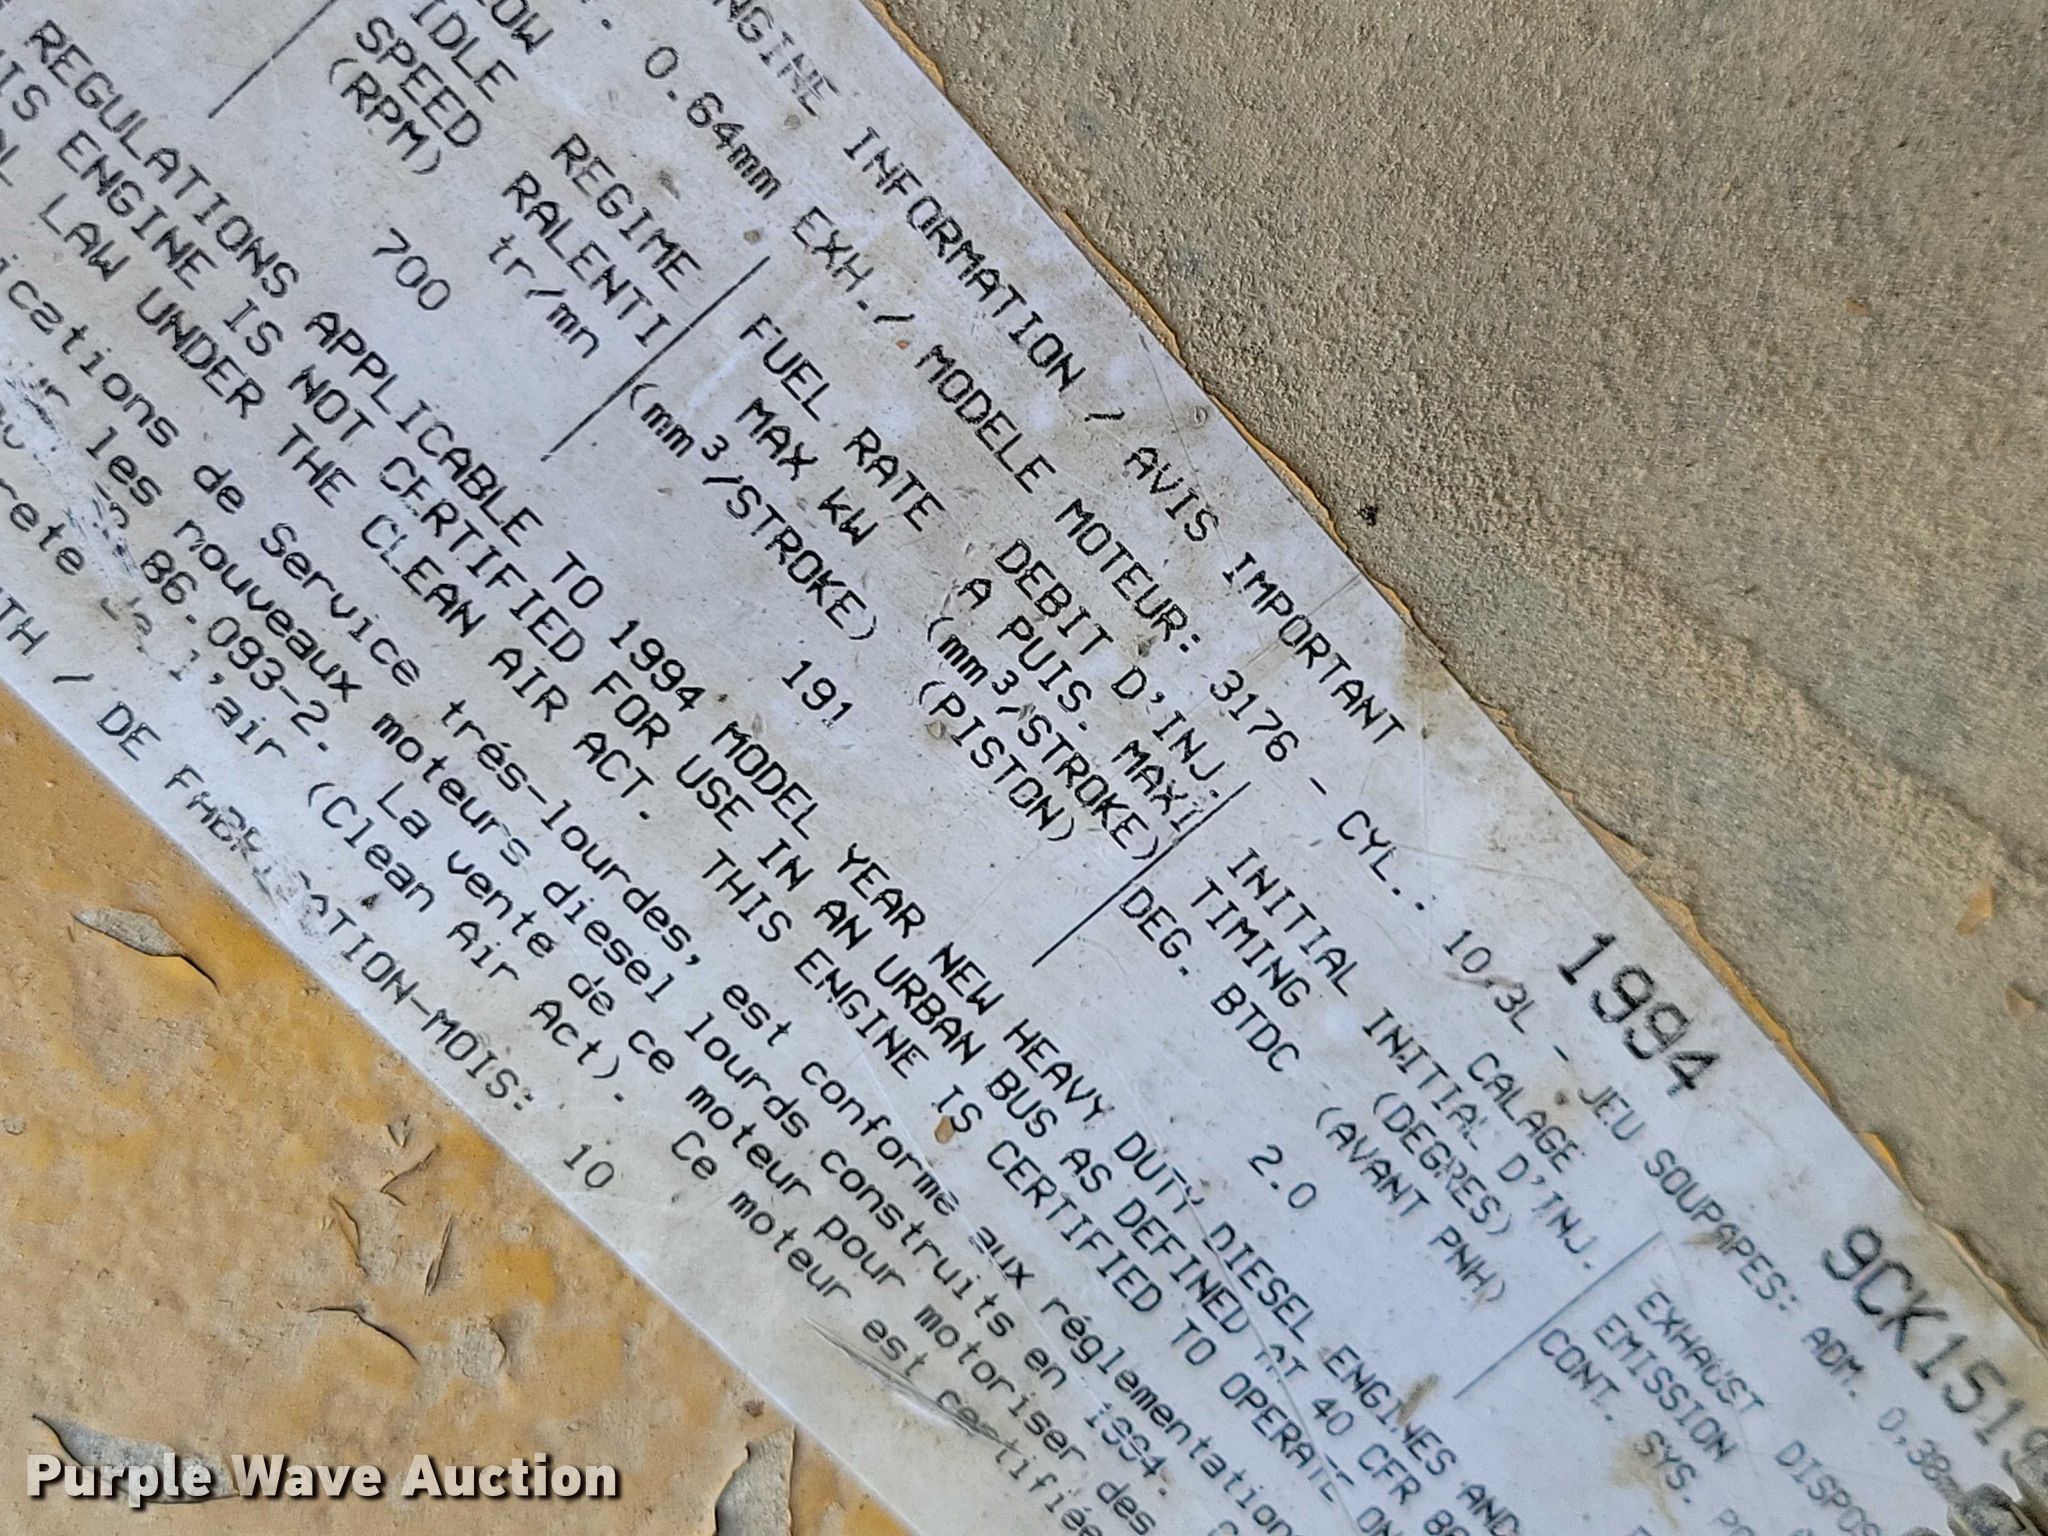 ENGINE INFORMATION / AVIS IMPORTANT 1994 9CK1519
0.64mm EXH./ MODELE MOTEUR: 3176 - CYL.: 10,3L - JEU SOUPAPES: ADM. 0,38
LOW
IDLE
SPEED
(RPM)
REGIME
RALENTI
tr/mn
700
FUEL RATE
MAX kW
(mm³/STROKE)
DEBIT D'INJ.
A PUIS. MAXI
(mm³/STROKE)
(PISTON)
191
INITIAL
TIMING
DEG. BTDC
CALAGE
INITIAL D'INJ.
(DEGRES)
(AVANT PNH)
2.0
EXHAUST
EMISSION
CONT. SYS.
REGULATIONS APPLICABLE TO 1994 MODEL YEAR NEW HEAVY DUTY DIESEL ENGINES AND
ENGINE IS NOT CERTIFIED FOR USE IN AN URBAN BUS AS DEFINED AT 40 CFR
LAW UNDER THE CLEAN AIR ACT. THIS ENGINE IS CERTIFIED TO OPERATE ON
de Service trés-lourdes, est conforme aux réglementations
les nouveaux moteurs diesel lourds construits en 1994.
86.093-2. La vente de ce moteur pour motoriser des
l'air (Clean Air Act). Ce moteur est certifiée
/ DE FABRICATION-MOIS: 10
Purple Wave Auction